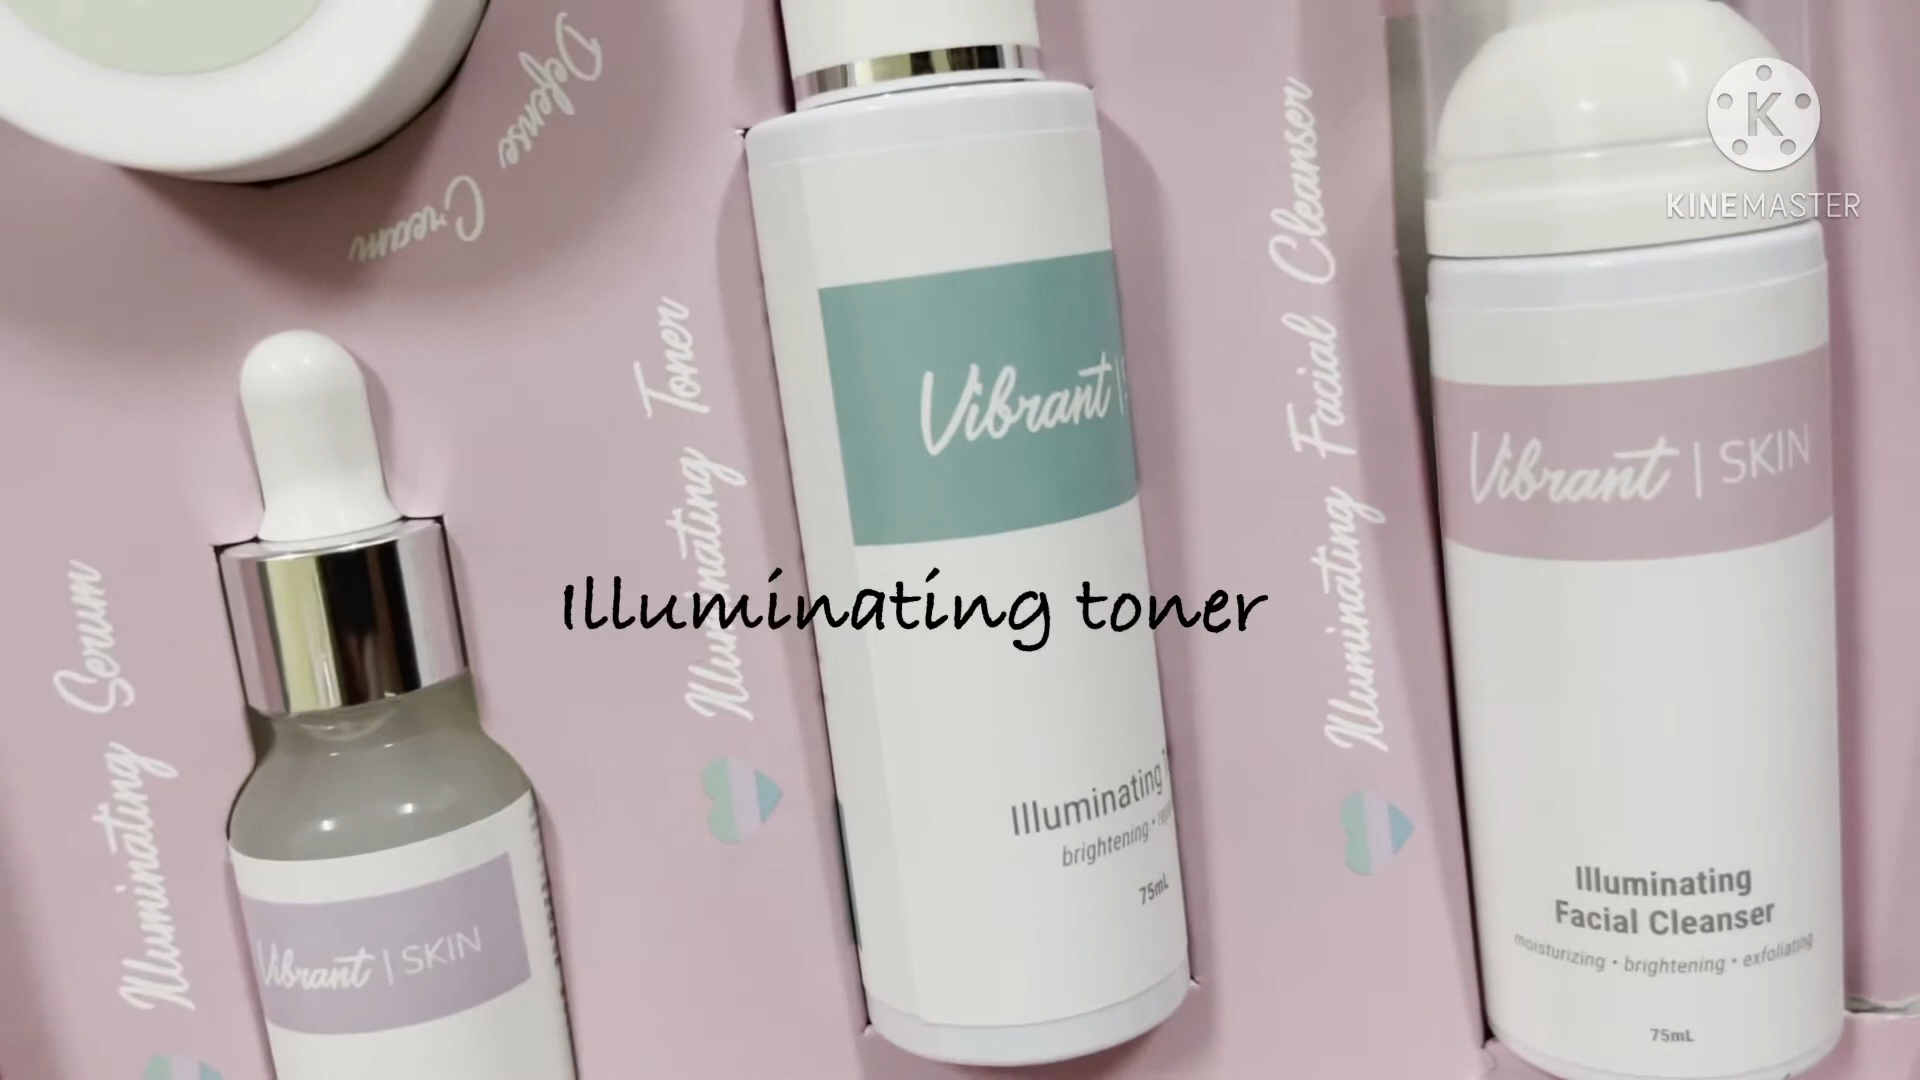 Defense Cream
KINEMASTER
K
Illuminating Serum
Illuminating Toner
Illuminating Facial Cleanser
Vibrant |
Vibrant | SKIN
Illuminating toner
Illuminating
brightening •
75mL
Illuminating
Facial Cleanser
moisturizing • brightening • exfoliating
75mL
Vibrant | SKIN